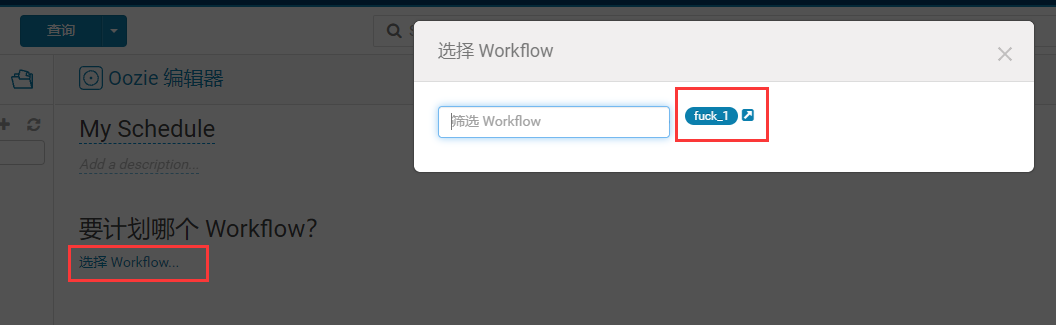 查询
S
选择 Workflow
筛选 Workflow
fuck_1
Oozie 编辑器
My Schedule
Add a description...
要计划哪个 Workflow？
选择 Workflow...